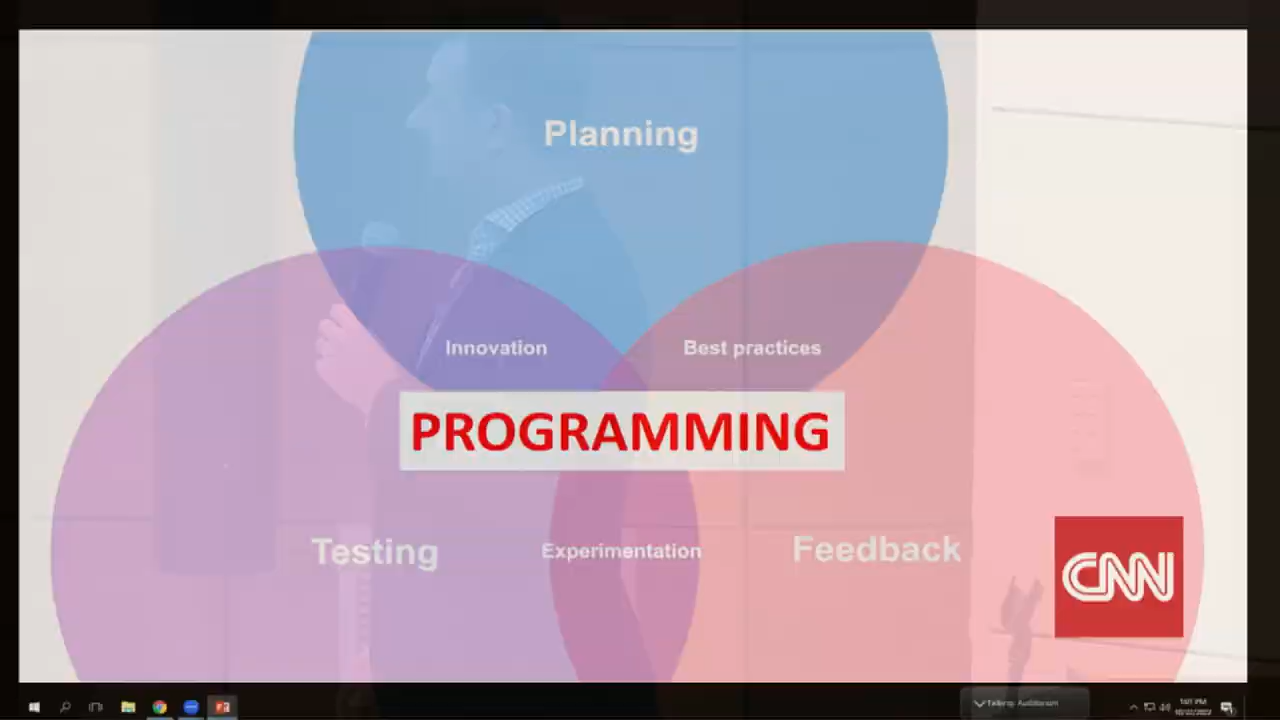 Planning
Innovation
Best practices
PROGRAMMING
Testing
Experimentation
Feedback
CNN